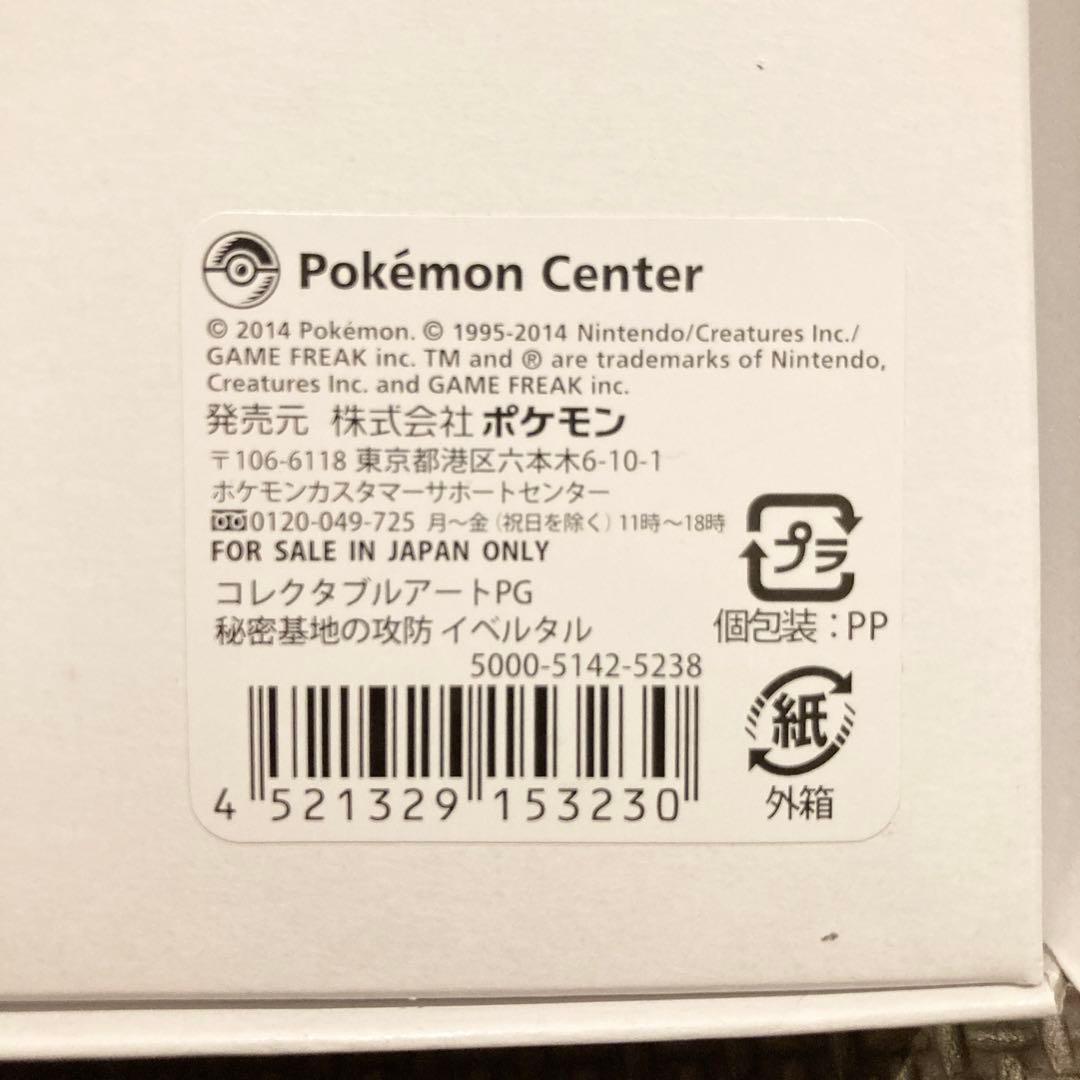 Pokémon Center
© 2014 Pokémon. © 1995-2014 Nintendo/Creatures Inc./
GAME FREAK inc. TM and ® are trademarks of Nintendo,
Creatures Inc. and GAME FREAK inc.
発売元 株式会社 ポケモン
〒106-6118 東京都港区六本木6-10-1
ポケモンカスタマーサポートセンター
0120-049-725 月～金（祝日を除く）11時～18時
FOR SALE IN JAPAN ONLY
コレクタブルアートPG
秘密基地の攻防 イベルタル
5000-5142-5238
4 521329 153230
プラ
個包装：PP
紙
外箱